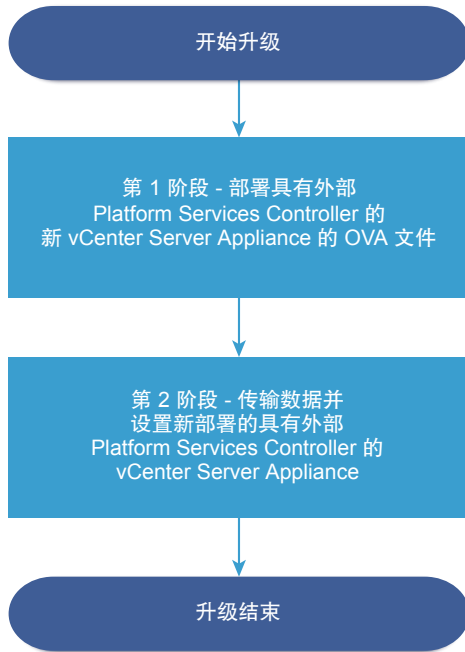 开始升级
第 1 阶段 - 部署具有外部
Platform Services Controller 的
新 vCenter Server Appliance 的 OVA 文件
第 2 阶段 - 传输数据并
设置新部署的具有外部
Platform Services Controller 的
vCenter Server Appliance
升级结束